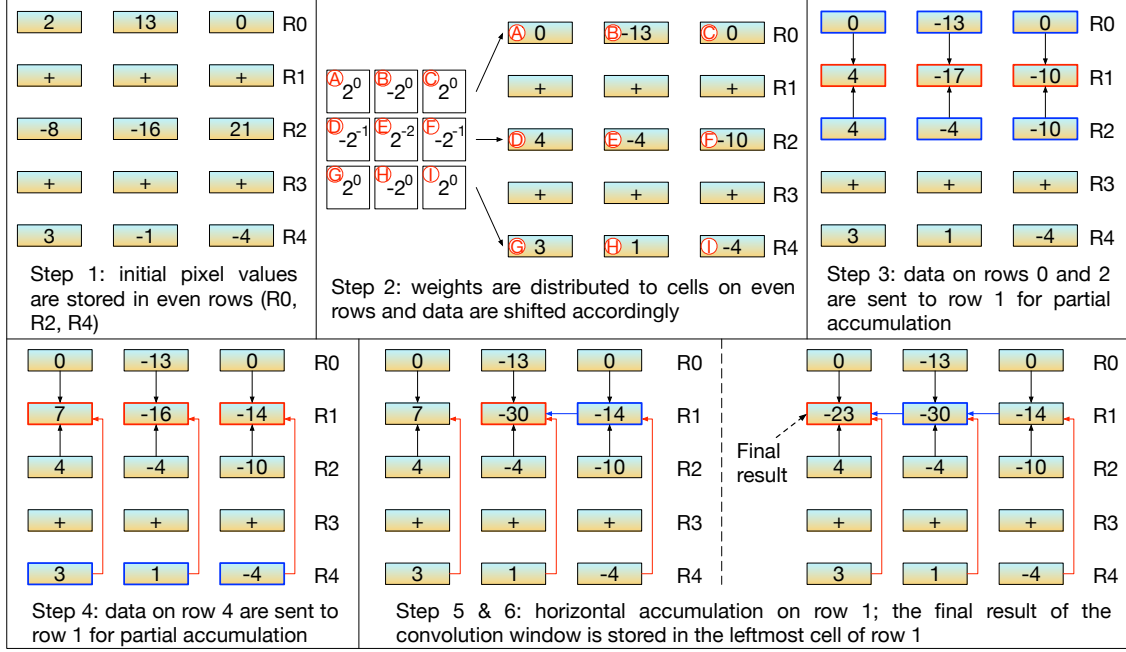 2 13 0 R0
+ + + R1
-8 -16 21 R2
+ + + R3
3 -1 -4 R4
Step 1: initial pixel values
are stored in even rows (R0,
R2, R4)
A 2^0 B -2^0 C 2^0
D -2^-1 E 2^-2 F -2^-1
G 2^0 H -2^0 I 2^0
A 0 B -13 C 0 R0
+ + + R1
D 4 E -4 F -10 R2
+ + + R3
G 3 H 1 I -4 R4
Step 2: weights are distributed to cells on even
rows and data are shifted accordingly
0 -13 0 R0
4 -17 -10 R1
4 -4 -10 R2
+ + + R3
3 1 -4 R4
Step 3: data on rows 0 and 2
are sent to row 1 for partial
accumulation
0 -13 0 R0
7 -16 -14 R1
4 -4 -10 R2
+ + + R3
3 1 -4 R4
Step 4: data on row 4 are sent to
row 1 for partial accumulation
0 -13 0 R0
7 -30 -14 R1
4 -4 -10 R2
+ + + R3
3 1 -4 R4
0 -13 0 R0
-23 -30 -14 R1
Final
result
4 -4 -10 R2
+ + + R3
3 1 -4 R4
Step 5 & 6: horizontal accumulation on row 1; the final result of the
convolution window is stored in the leftmost cell of row 1